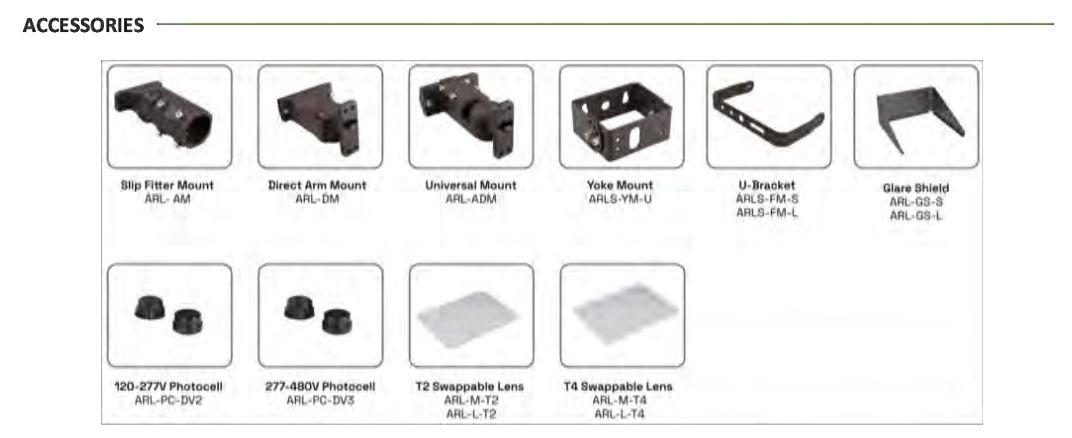 ACCESSORIES
Slip Fitter Mount
ARL- AM
Direct Arm Mount
ARL-DM
Universal Mount
ARL-ADM
Yoke Mount
ARLS-YM-U
U-Bracket
ARLS-FM-S
ARLS-FM-L
Glare Shield
ARL-GS-S
ARL-GS-L
120-277V Photocell
ARL-PC-DV2
277-480V Photocell
ARL-PC-DV3
T2 Swappable Lens
ARL-M-T2
ARL-L-T2
T4 Swappable Lens
ARL-M-T4
ARL-L-T4